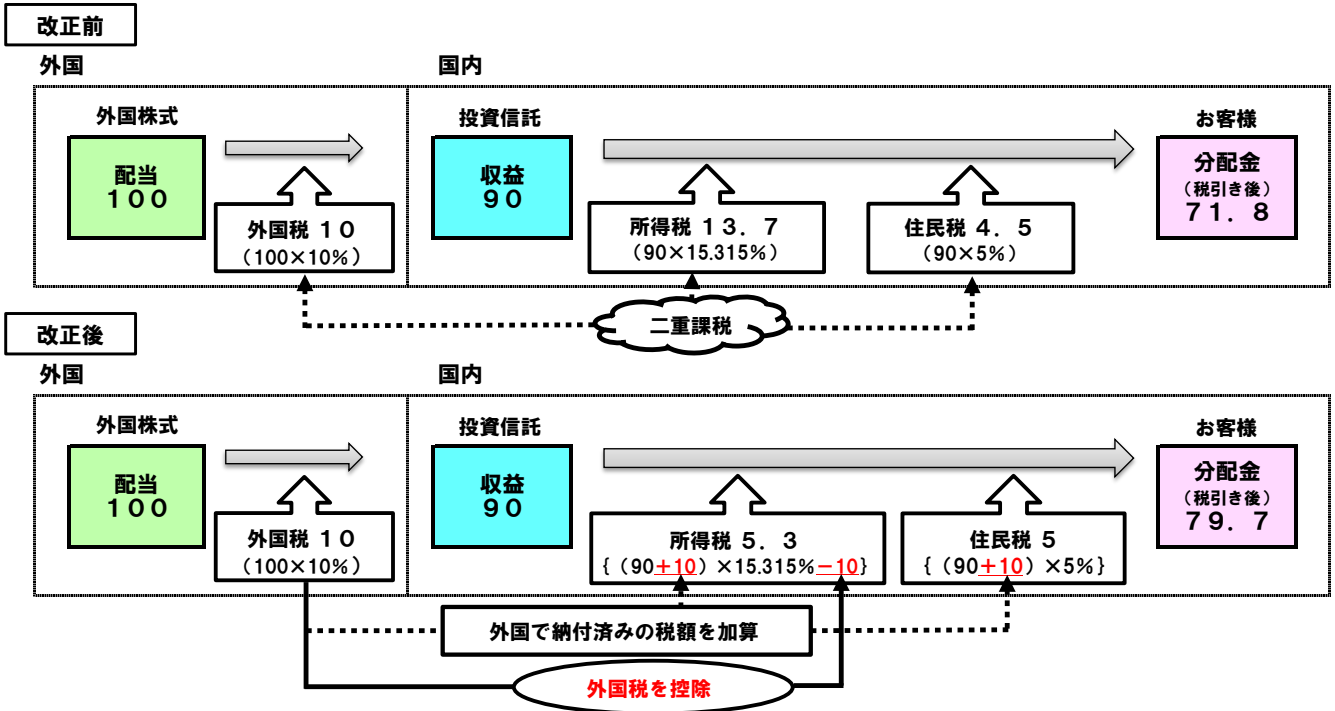 改正前
外国
国内
外国株式
投資信託
お客様
配当
100
収益
90
分配金
(税引き後)
71.8
外国税 10
(100×10%)
所得税 13.7
(90×15.315%)
住民税 4.5
(90×5%)
二重課税
改正後
外国
国内
外国株式
投資信託
お客様
配当
100
収益
90
分配金
(税引き後)
79.7
外国税 10
(100×10%)
所得税 5.3
{(90+10)×15.315%-10}
住民税 5
{(90+10)×5%}
外国で納付済みの税額を加算
外国税を控除